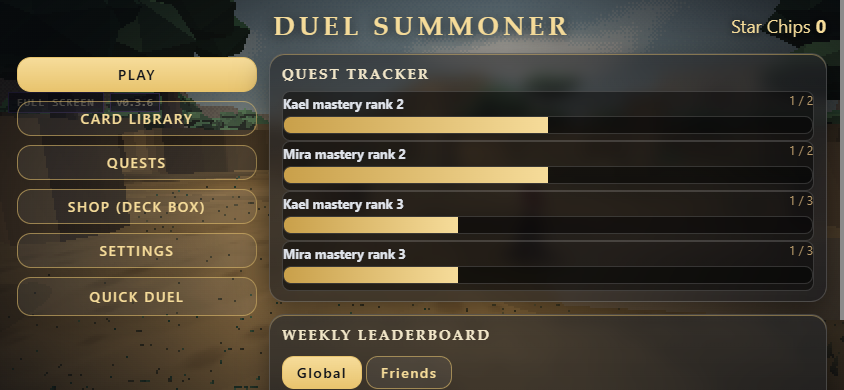 DUEL SUMMONER
Star Chips 0
PLAY
FULL SCREEN v0.3.6
CARD LIBRARY
QUESTS
SHOP (DECK BOX)
SETTINGS
QUICK DUEL
QUEST TRACKER
Kael mastery rank 2 1 / 2
Mira mastery rank 2 1 / 2
Kael mastery rank 3 1 / 3
Mira mastery rank 3 1 / 3
WEEKLY LEADERBOARD
Global Friends